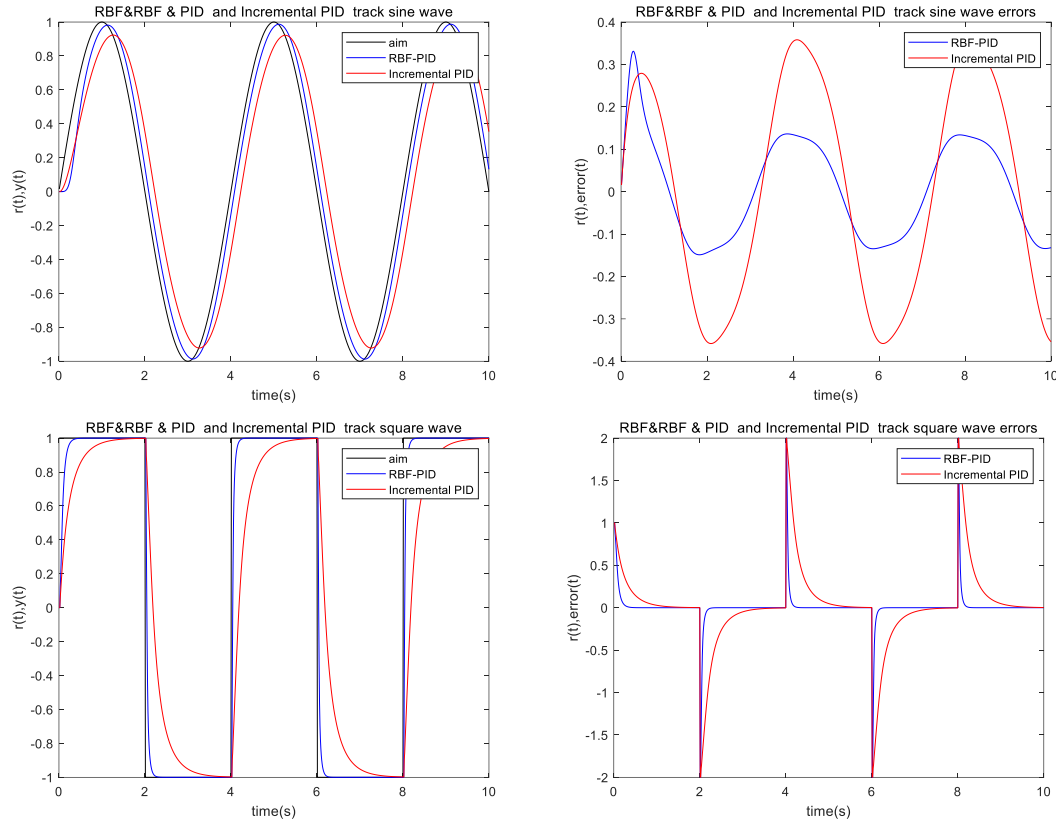 RBF&RBF & PID and Incremental PID track sine wave
1
0.8
0.6
0.4
0.2
0
-0.2
-0.4
-0.6
-0.8
-1
r(t),y(t)
aim
RBF-PID
Incremental PID
0 2 4 6 8 10
time(s)
RBF&RBF & PID and Incremental PID track sine wave errors
0.4
0.3
0.2
0.1
0
-0.1
-0.2
-0.3
-0.4
r(t),error(t)
RBF-PID
Incremental PID
0 2 4 6 8 10
time(s)
RBF&RBF & PID and Incremental PID track square wave
1
0.8
0.6
0.4
0.2
0
-0.2
-0.4
-0.6
-0.8
-1
r(t),y(t)
aim
RBF-PID
Incremental PID
0 2 4 6 8 10
time(s)
RBF&RBF & PID and Incremental PID track square wave errors
2
1.5
1
0.5
0
-0.5
-1
-1.5
-2
r(t),error(t)
RBF-PID
Incremental PID
0 2 4 6 8 10
time(s)